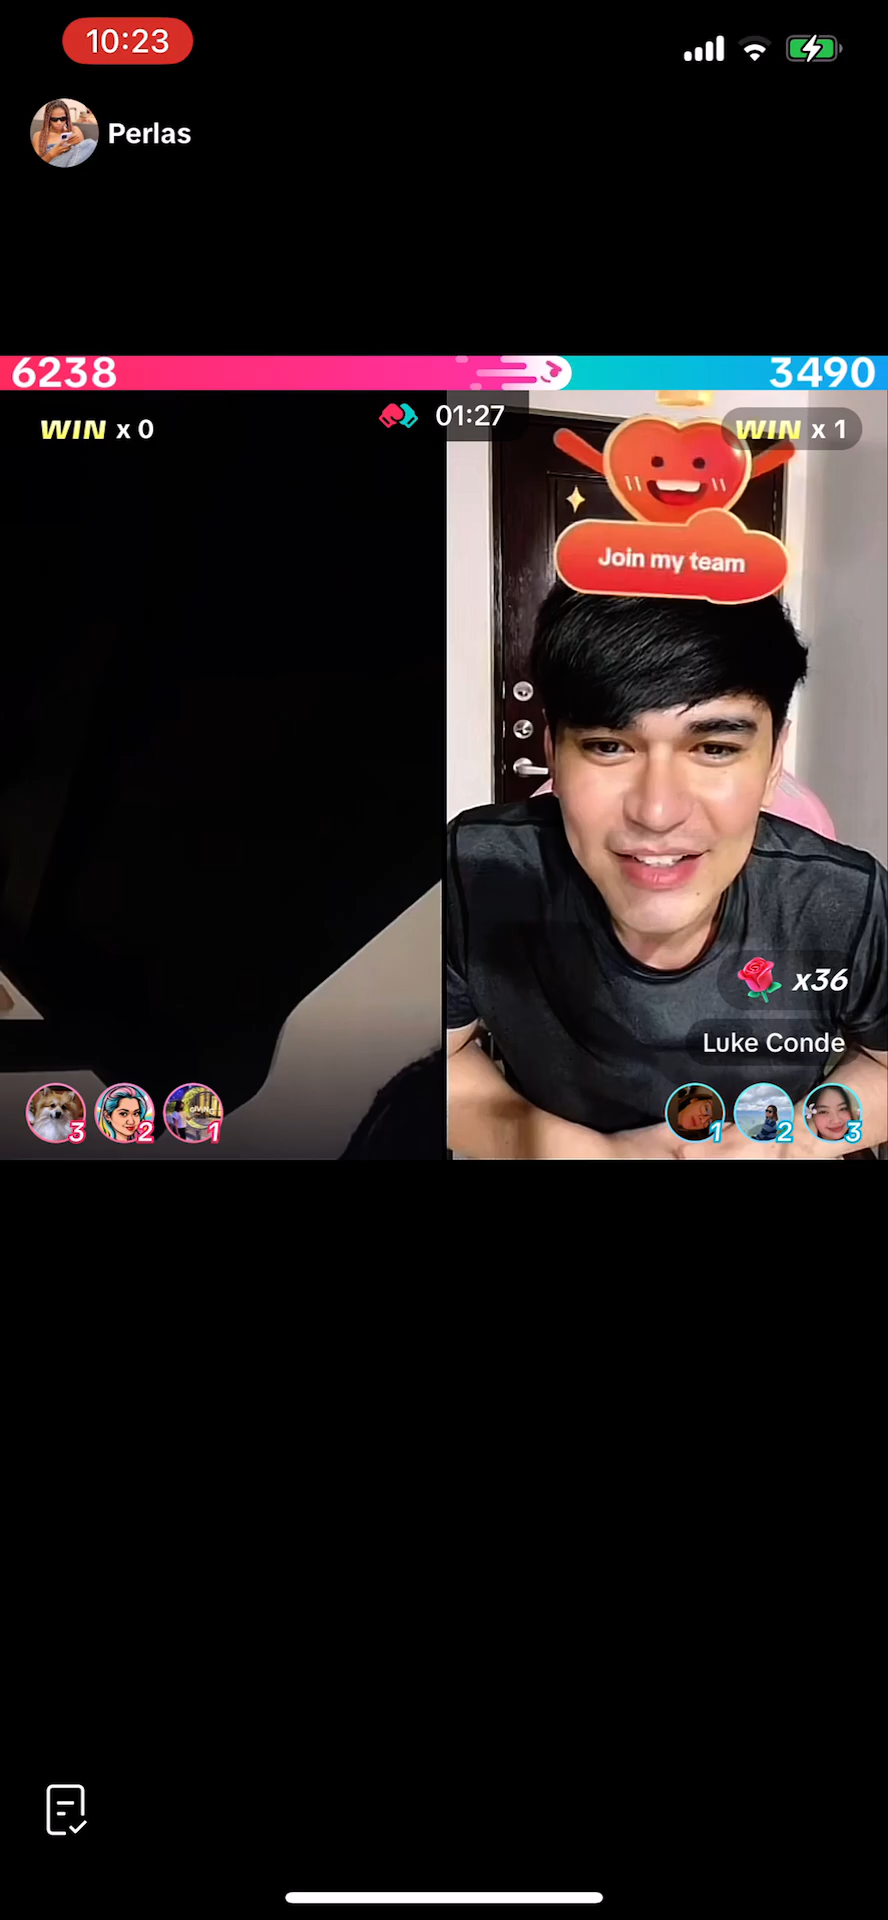 10:23
Perlas
6238
3490
WIN x 0
01:27
WIN x 1
Join my team
x36
Luke Conde
3
2
GIVING
1
1
2
3